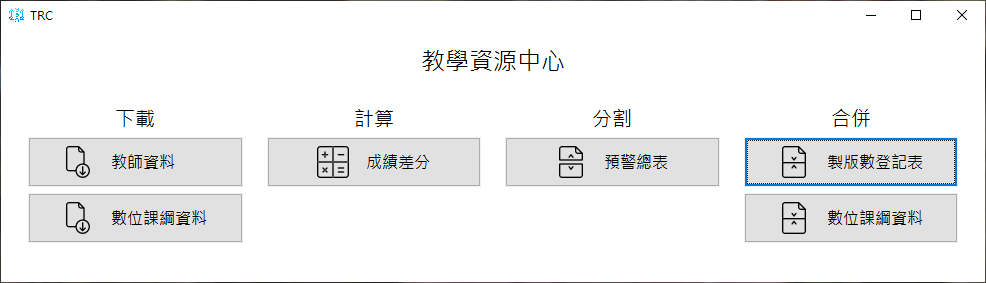 TRC
教學資源中心
下載
計算
分割
合併
教師資料
成績差分
預警總表
製版數登記表
數位課綱資料
數位課綱資料